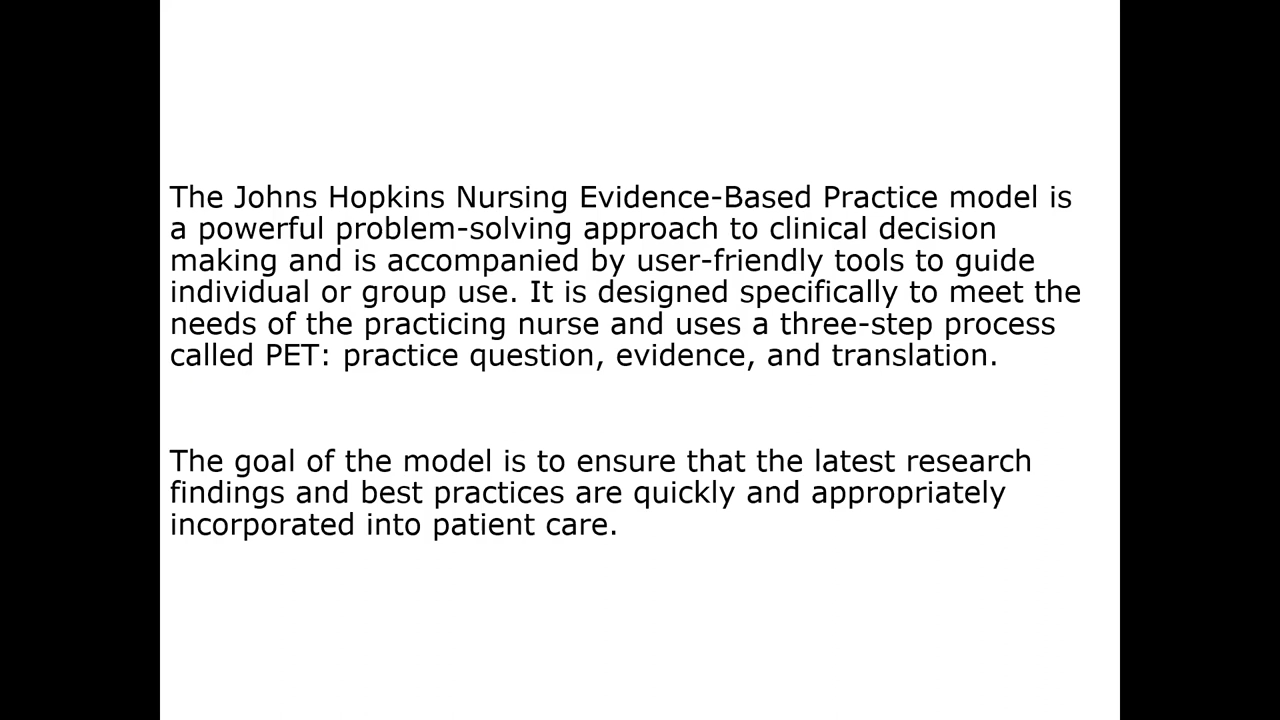 The Johns Hopkins Nursing Evidence-Based Practice model is
a powerful problem-solving approach to clinical decision
making and is accompanied by user-friendly tools to guide
individual or group use. It is designed specifically to meet the
needs of the practicing nurse and uses a three-step process
called PET: practice question, evidence, and translation.
The goal of the model is to ensure that the latest research
findings and best practices are quickly and appropriately
incorporated into patient care.